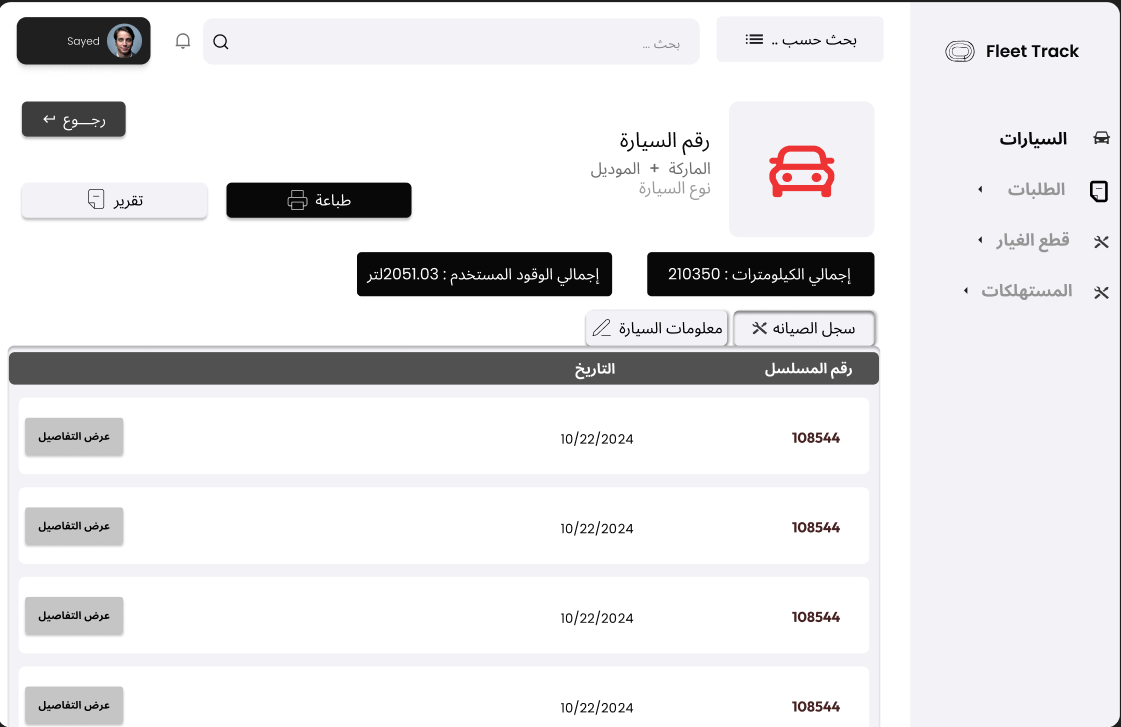 Fleet Track
السيارات
الطلبات
قطع الغيار
المستهلكات
بحث حسب ..
بحث ...
Sayed
رجــوع
رقم السيارة
الماركة + الموديل
نوع السيارة
طباعة
تقرير
إجمالي الكيلومترات : 210350
إجمالي الوقود المستخدم : 2051.03لتر
سجل الصيانه
معلومات السيارة
رقم المسلسل التاريخ
108544 10/22/2024 عرض التفاصيل
108544 10/22/2024 عرض التفاصيل
108544 10/22/2024 عرض التفاصيل
108544 10/22/2024 عرض التفاصيل